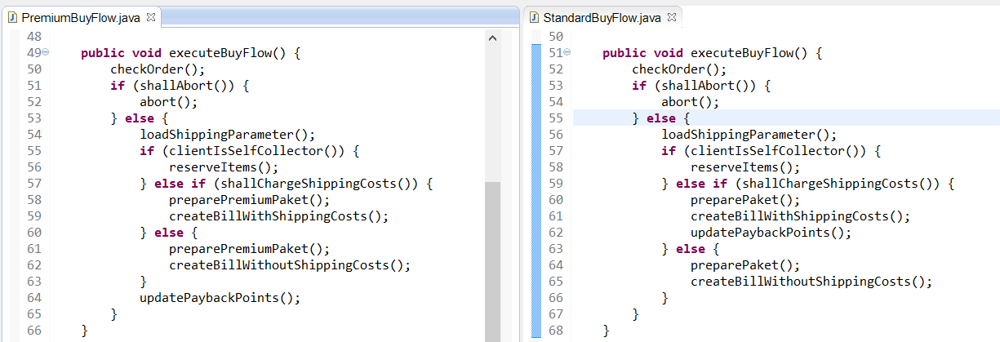 PremiumBuyFlow.java
48
49 public void executeBuyFlow() {
50 checkOrder();
51 if (shallAbort()) {
52 abort();
53 } else {
54 loadShippingParameter();
55 if (clientIsSelfCollector()) {
56 reserveItems();
57 } else if (shallChargeShippingCosts()) {
58 preparePremiumPaket();
59 createBillWithShippingCosts();
60 } else {
61 preparePremiumPaket();
62 createBillWithoutShippingCosts();
63 }
64 updatePaybackPoints();
65 }
66 }
StandardBuyFlow.java
50
51 public void executeBuyFlow() {
52 checkOrder();
53 if (shallAbort()) {
54 abort();
55 } else {
56 loadShippingParameter();
57 if (clientIsSelfCollector()) {
58 reserveItems();
59 } else if (shallChargeShippingCosts()) {
60 preparePaket();
61 createBillWithShippingCosts();
62 updatePaybackPoints();
63 } else {
64 preparePaket();
65 createBillWithoutShippingCosts();
66 }
67 }
68 }